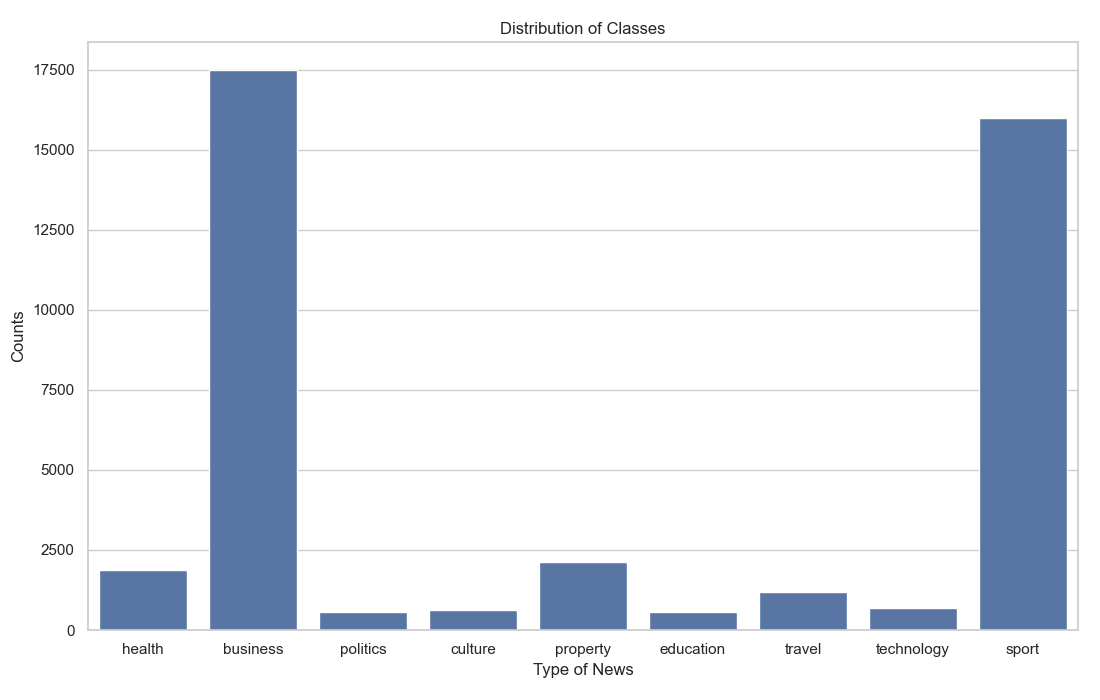 Distribution of Classes
17500
15000
12500
10000
7500
5000
2500
0
Counts
health business politics culture property education travel technology sport
Type of News